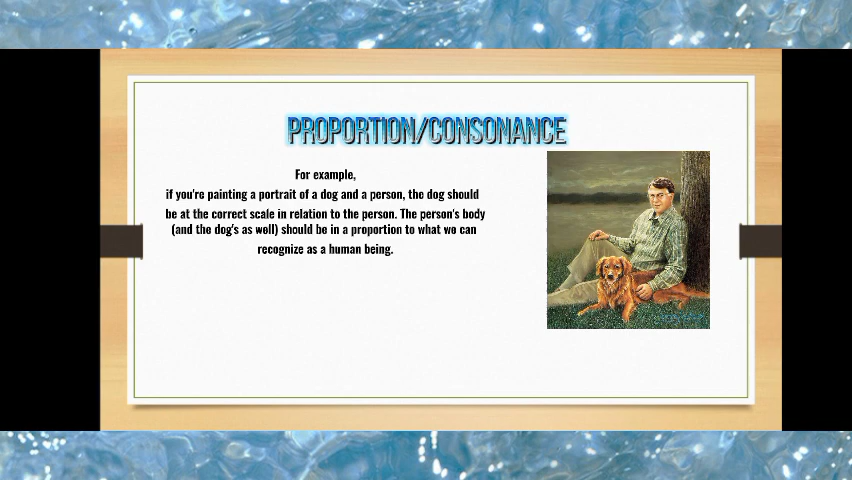 PROPORTION/CONSONANCE
For example,
if you're painting a portrait of a dog and a person, the dog should
be at the correct scale in relation to the person. The person's body
(and the dog's as well) should be in a proportion to what we can
recognize as a human being.